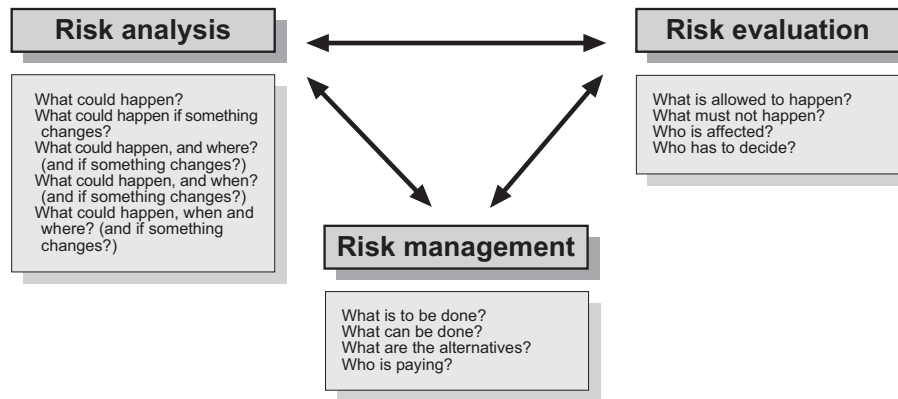 Risk analysis
What could happen?
What could happen if something
changes?
What could happen, and where?
(and if something changes?)
What could happen, and when?
(and if something changes?)
What could happen, when and
where? (and if something
changes?)
Risk evaluation
What is allowed to happen?
What must not happen?
Who is affected?
Who has to decide?
Risk management
What is to be done?
What can be done?
What are the alternatives?
Who is paying?